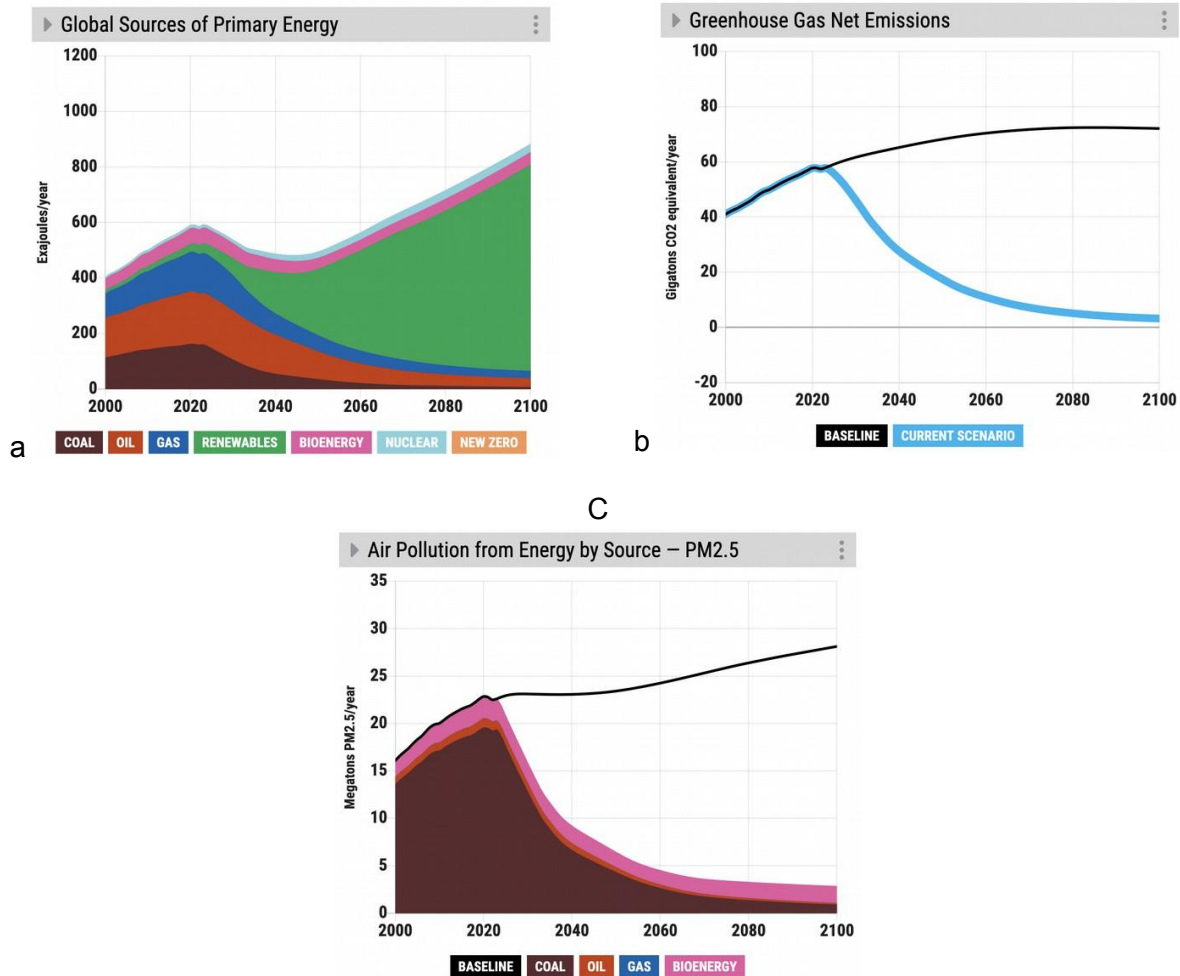 Global Sources of Primary Energy
1200
1000
800
600
400
200
0
Exajoules/year
2000 2020 2040 2060 2080 2100
COAL OIL GAS RENEWABLES BIOENERGY NUCLEAR NEW ZERO
a
Greenhouse Gas Net Emissions
100
80
60
40
20
0
-20
Gigatons CO2 equivalent/year
2000 2020 2040 2060 2080 2100
BASELINE CURRENT SCENARIO
b
C
Air Pollution from Energy by Source — PM2.5
35
30
25
20
15
10
5
0
Megatons PM2.5/year
2000 2020 2040 2060 2080 2100
BASELINE COAL OIL GAS BIOENERGY